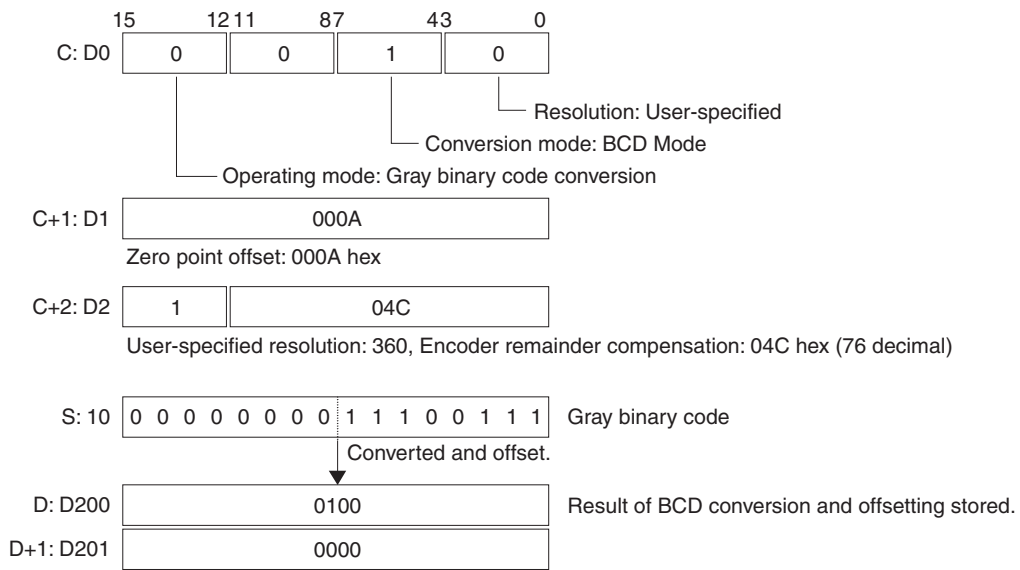 15 12 11 87 43 0
C: D0 0 0 1 0
Resolution: User-specified
Conversion mode: BCD Mode
Operating mode: Gray binary code conversion
C+1: D1 000A
Zero point offset: 000A hex
C+2: D2 1 04C
User-specified resolution: 360, Encoder remainder compensation: 04C hex (76 decimal)
S: 10 0 0 0 0 0 0 0 0 1 1 1 0 0 1 1 1 Gray binary code
Converted and offset.
D: D200 0100 Result of BCD conversion and offsetting stored.
D+1: D201 0000